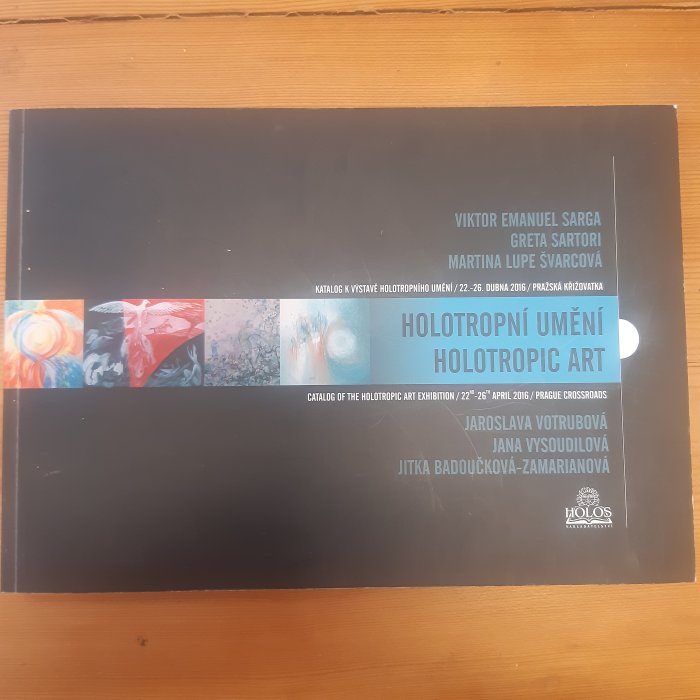 VIKTOR EMANUEL SARGA
GRETA SARTORI
MARTINA LUPE ŠVARCOVÁ
KATALOG K VÝSTAVĚ HOLOTROPNÍHO UMĚNÍ / 22.-26. DUBNA 2016 / PRAŽSKÁ KŘIŽOVATKA
HOLOTROPNÍ UMĚNÍ
HOLOTROPIC ART
CATALOG OF THE HOLOTROPIC ART EXHIBITION / 22ND-26TH APRIL 2016 / PRAGUE CROSSROADS
JAROSLAVA VOTRUBOVÁ
JANA VYSOUDILOVÁ
JITKA BADOUČKOVÁ-ZAMARIANOVÁ
HOLOS
NAKLADATELSTVÍ